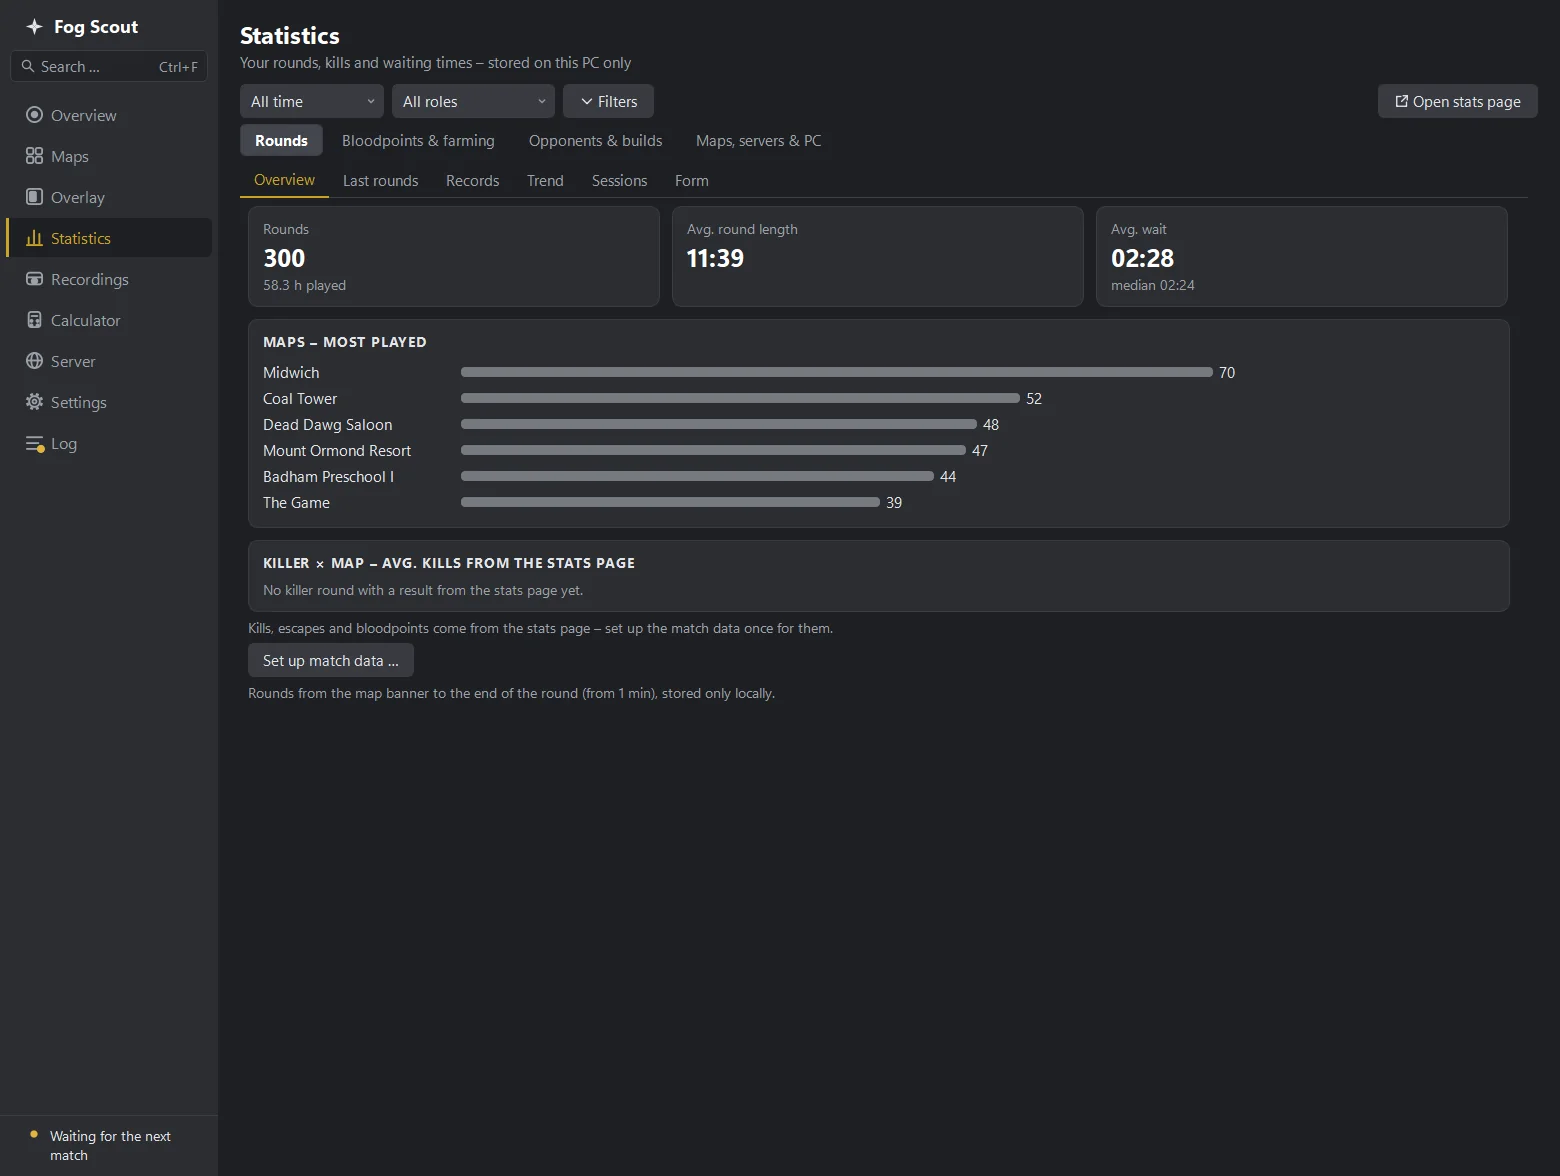 Fog Scout
Search ... Ctrl+F
Overview
Maps
Overlay
Statistics
Recordings
Calculator
Server
Settings
Log
Waiting for the next
match
Statistics
Your rounds, kills and waiting times – stored on this PC only
All time
All roles
Filters
Open stats page
Rounds
Bloodpoints & farming
Opponents & builds
Maps, servers & PC
Overview
Last rounds
Records
Trend
Sessions
Form
Rounds
300
58.3 h played
Avg. round length
11:39
Avg. wait
02:28
median 02:24
MAPS – MOST PLAYED
Midwich 70
Coal Tower 52
Dead Dawg Saloon 48
Mount Ormond Resort 47
Badham Preschool I 44
The Game 39
KILLER × MAP – AVG. KILLS FROM THE STATS PAGE
No killer round with a result from the stats page yet.
Kills, escapes and bloodpoints come from the stats page – set up the match data once for them.
Set up match data ...
Rounds from the map banner to the end of the round (from 1 min), stored only locally.